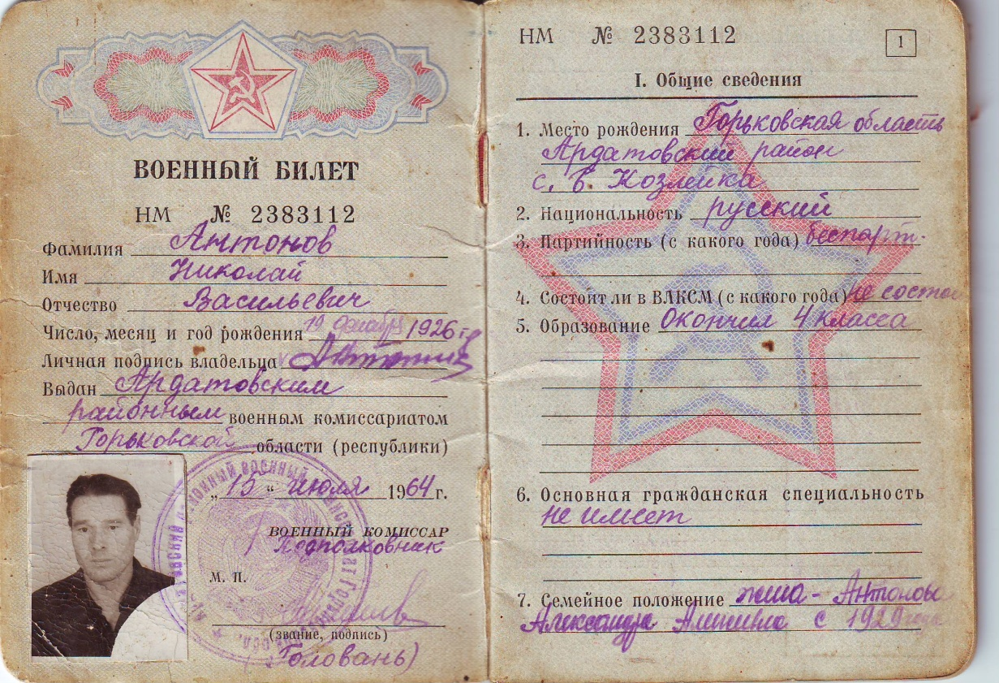 ВОЕННЫЙ БИЛЕТ
НМ № 2383112
Фамилия Антонов
Имя Николай
Отчество Васильевич
Число, месяц и год рождения 19 декабря 1926 г.
Личная подпись владельца
Выдан Ардатовским
районным военным комиссариатом
Горьковской области (республики)
„15“ июля 1964 г.
ВОЕННЫЙ КОМИССАР
Подполковник
М. П.
(звание, подпись)
(Головань)
НМ № 2383112
1
I. Общие сведения
1. Место рождения Горьковская область
Ардатовский район
с. Б. Козлейка
2. Национальность русский
3. Партийность (с какого года) беспарт.
4. Состоит ли в ВЛКСМ (с какого года) не состои
5. Образование Окончил 4 класса
6. Основная гражданская специальность
не имеет
7. Семейное положение жена - Антонова
Александра с 1929 года